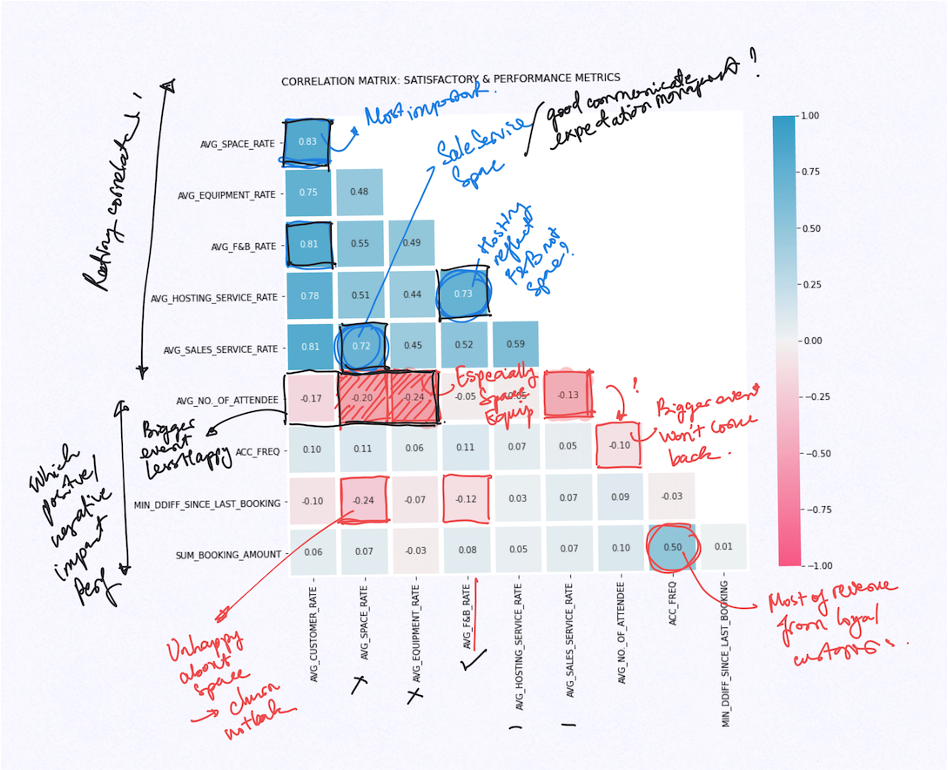 CORRELATION MATRIX: SATISFACTORY & PERFORMANCE METRICS
good communicate
expectation management!
Most important.
Sale Service
Space
Rating correlated!
Hosting
reflect
F&B not
Space?
AVG_SPACE_RATE 0.83
AVG_EQUIPMENT_RATE 0.75 0.48
AVG_F&B_RATE 0.81 0.55 0.49
AVG_HOSTING_SERVICE_RATE 0.78 0.51 0.44 0.73
AVG_SALES_SERVICE_RATE 0.81 0.72 0.45 0.52 0.59
AVG_NO._OF_ATTENDEE -0.17 -0.20 -0.24 -0.05 -0.05 -0.13
ACC_FREQ 0.10 0.11 0.06 0.11 0.07 0.05 -0.10
MIN_DDIFF_SINCE_LAST_BOOKING -0.10 -0.24 -0.07 -0.12 0.03 0.07 0.09 -0.03
SUM_BOOKING_AMOUNT 0.06 0.07 -0.03 0.08 0.05 0.07 0.10 0.50 0.01
Especially
Space
Equip
!
Bigger event
won't come
back.
Bigger
event
less Happy
Which
positive/
negative
impact
Perf
AVG_CUSTOMER_RATE
AVG_SPACE_RATE
AVG_EQUIPMENT_RATE
AVG_F&B_RATE
AVG_HOSTING_SERVICE_RATE
AVG_SALES_SERVICE_RATE
AVG_NO._OF_ATTENDEE
ACC_FREQ
MIN_DDIFF_SINCE_LAST_BOOKING
1.00
0.75
0.50
0.25
0.00
-0.25
-0.50
-0.75
-1.00
Unhappy
about
space
→ churn
not back
Most of revenue
from loyal
customers.